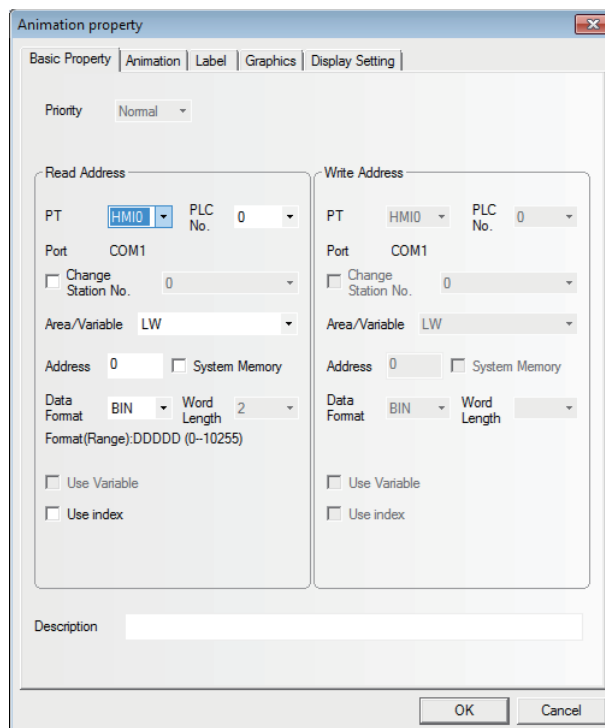 Animation property
Basic Property Animation Label Graphics Display Setting
Priority Normal
Read Address
PT HMI0 PLC No. 0
Port COM1
Change Station No. 0
Area/Variable LW
Address 0 System Memory
Data Format BIN Word Length 2
Format(Range):DDDDD (0--10255)
Use Variable
Use index
Write Address
PT HMI0 PLC No. 0
Port COM1
Change Station No. 0
Area/Variable LW
Address 0 System Memory
Data Format BIN Word Length
Use Variable
Use index
Description
OK Cancel